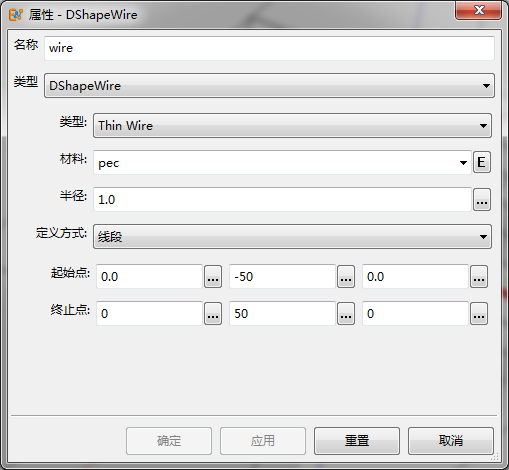 属性 - DShapeWire
名称 wire
类型 DShapeWire
类型: Thin Wire
材料: pec E
半径: 1.0 ...
定义方式: 线段
起始点: 0.0 ... -50 ... 0.0 ...
终止点: 0 ... 50 ... 0 ...
确定 应用 重置 取消